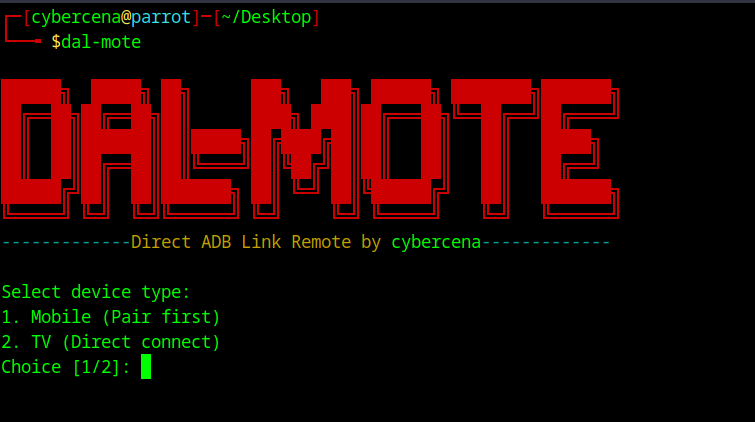 [cybercena@parrot]-[~/Desktop]
$dal-mote
DAL-MOTE
-------------Direct ADB Link Remote by cybercena-------------
Select device type:
1. Mobile (Pair first)
2. TV (Direct connect)
Choice [1/2]: